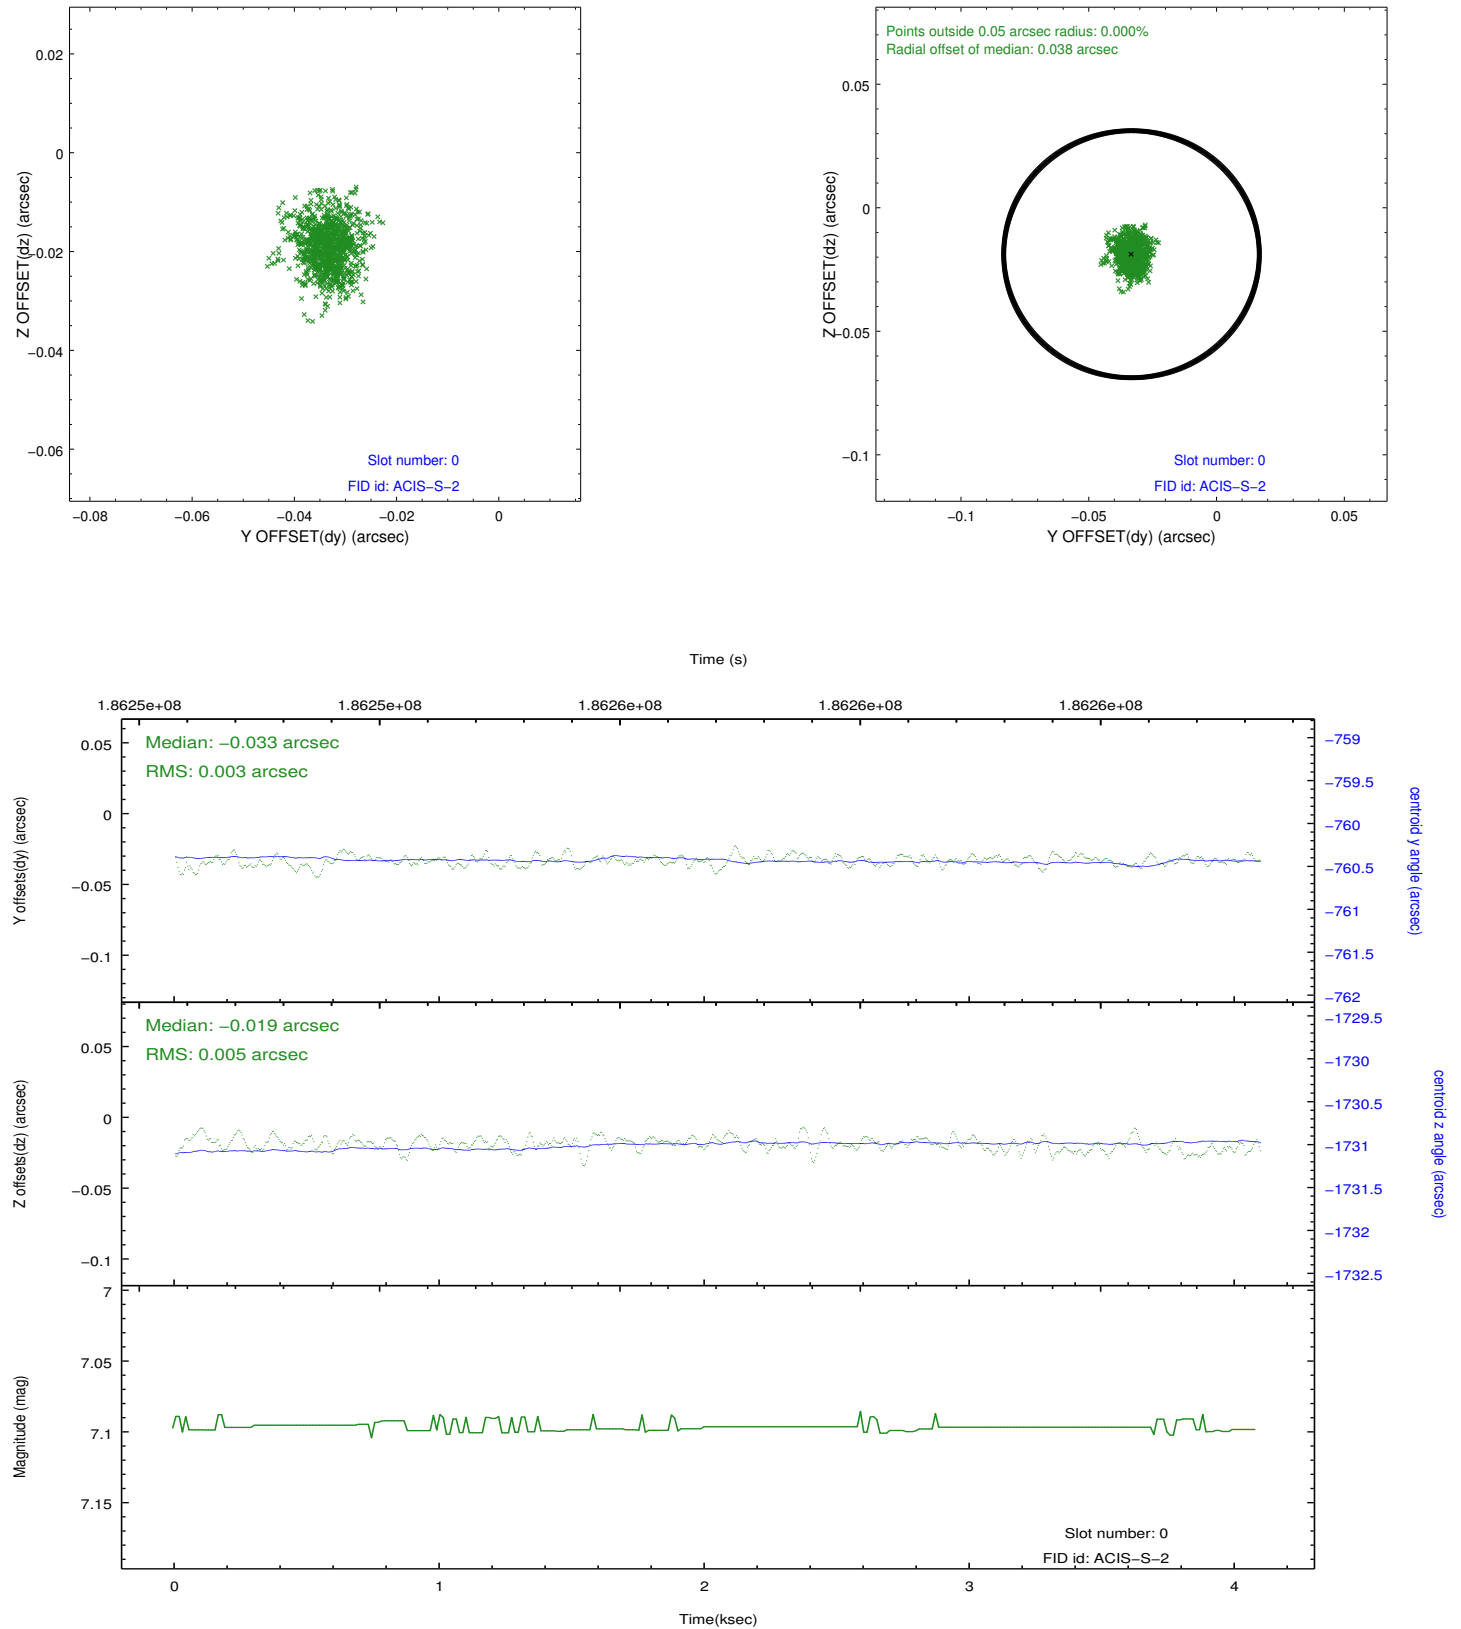 0.02
0
−0.02
−0.04
−0.06
Z OFFSET(dz) (arcsec)
Slot number: 0
FID id: ACIS−S−2
−0.08
−0.06
−0.04
−0.02
0
Y OFFSET(dy) (arcsec)
Points outside 0.05 arcsec radius: 0.000%
Radial offset of median: 0.038 arcsec
0.05
0
−0.05
−0.1
Z OFFSET(dz) (arcsec)
Slot number: 0
FID id: ACIS−S−2
−0.1
−0.05
0
0.05
Y OFFSET(dy) (arcsec)
Time (s)
1.8625e+08
1.8625e+08
1.8626e+08
1.8626e+08
1.8626e+08
Median: −0.033 arcsec
RMS: 0.003 arcsec
0.05
0
−0.05
−0.1
Y offsets(dy) (arcsec)
−759
−759.5
−760
−760.5
−761
−761.5
−762
centroid y angle (arcsec)
Median: −0.019 arcsec
RMS: 0.005 arcsec
0.05
0
−0.05
−0.1
Z offsets(dz) (arcsec)
−1729.5
−1730
−1730.5
−1731
−1731.5
−1732
−1732.5
centroid z angle (arcsec)
7
7.05
7.1
7.15
Magnitude (mag)
Slot number: 0
FID id: ACIS−S−2
0
1
2
3
4
Time(ksec)